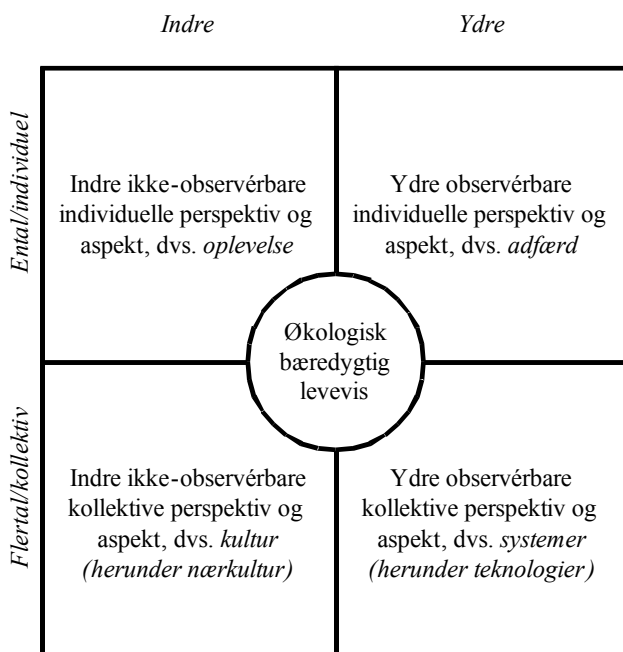 Indre
Ydre
Ental/individuel
Indre ikke-observérbare
individuelle perspektiv og
aspekt, dvs. oplevelse
Ydre observérbare
individuelle perspektiv og
aspekt, dvs. adfærd
Økologisk
bæredygtig
levevis
Flertal/kollektiv
Indre ikke-observérbare
kollektive perspektiv og
aspekt, dvs. kultur
(herunder nærkultur)
Ydre observérbare
kollektive perspektiv og
aspekt, dvs. systemer
(herunder teknologier)